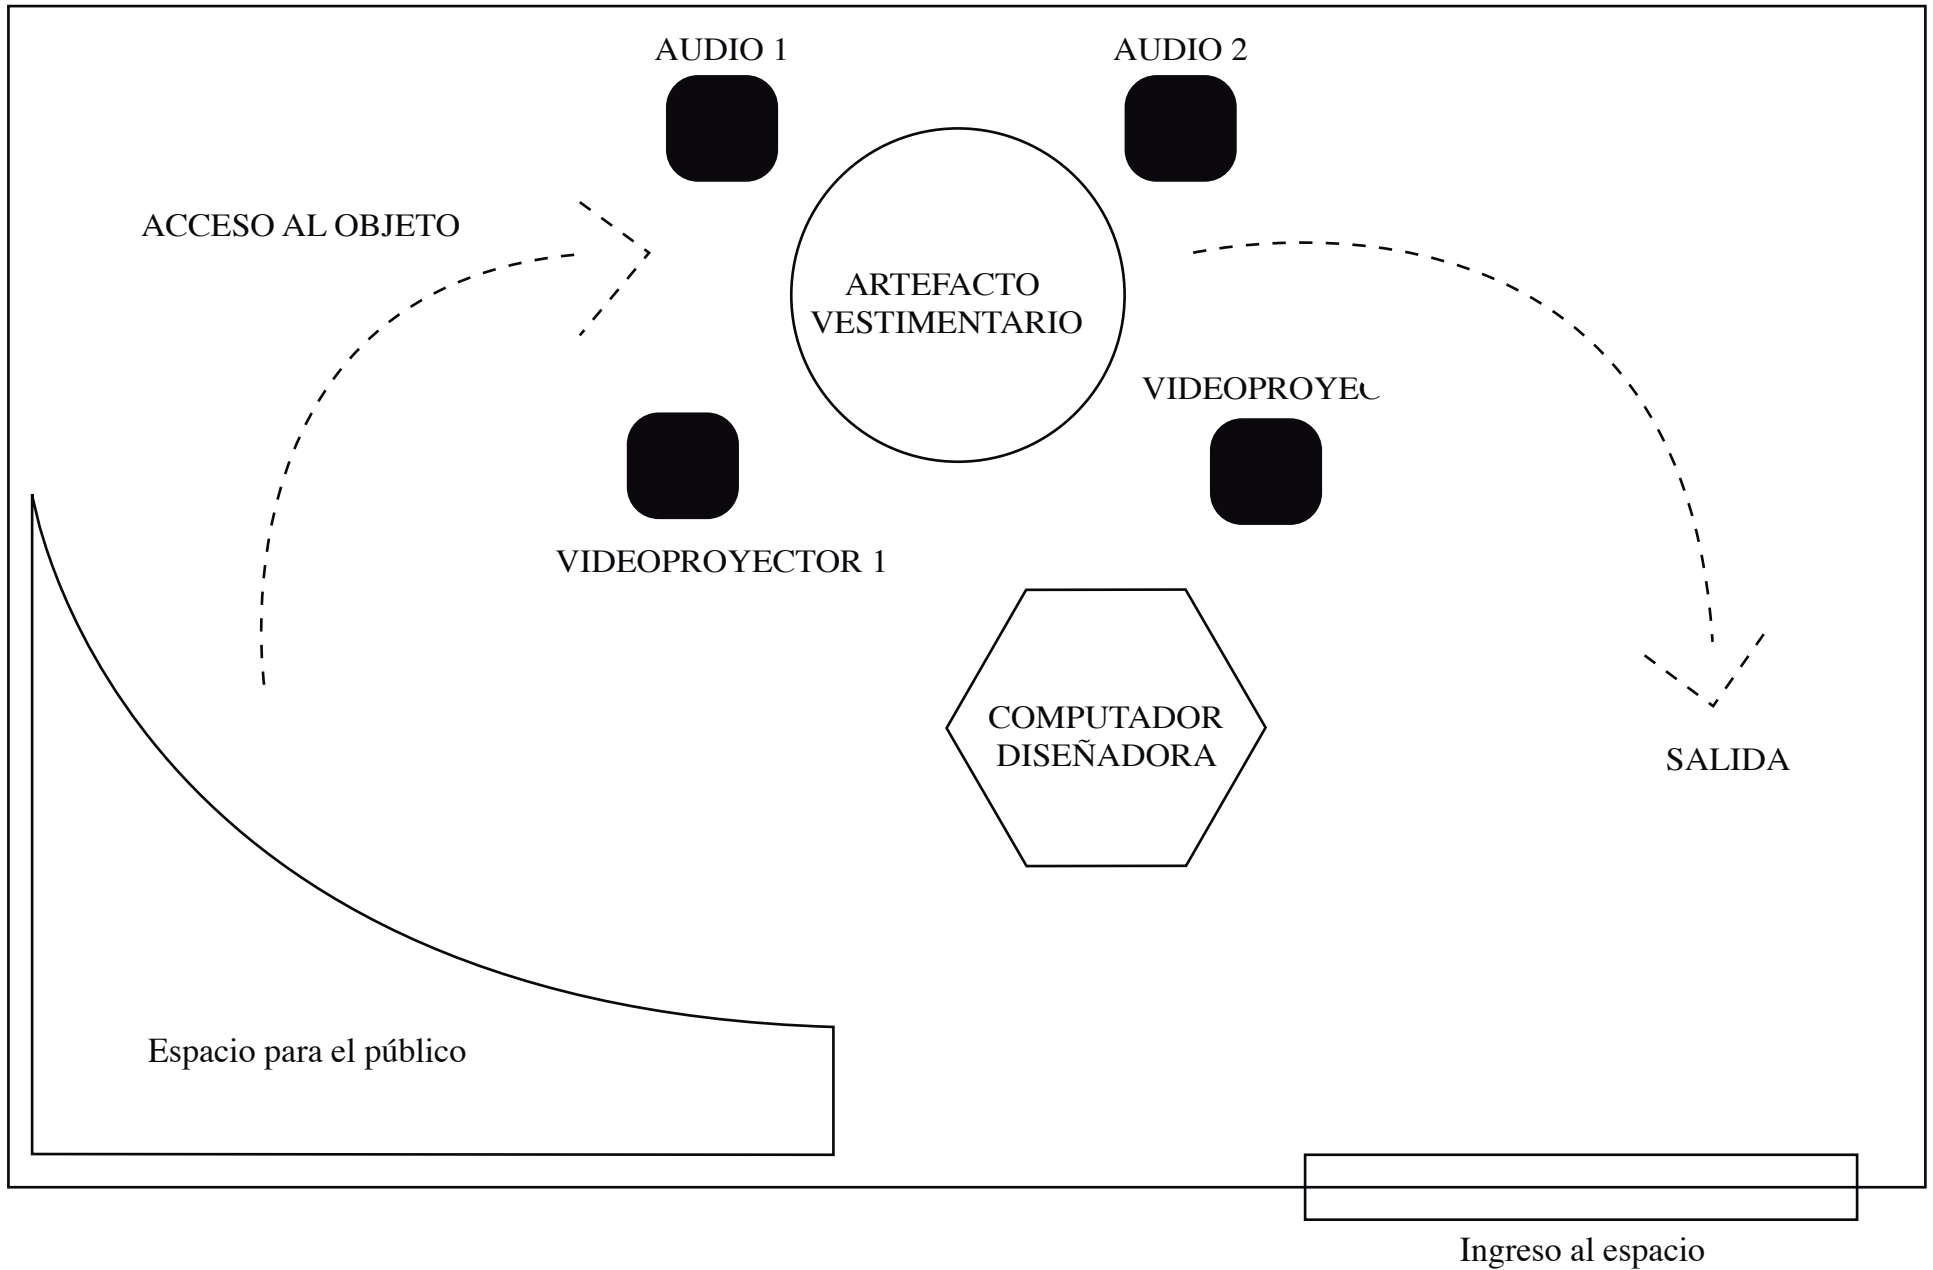 AUDIO 1
AUDIO 2
ACCESO AL OBJETO
ARTEFACTO
VESTIMENTARIO
VIDEOPROYEC
VIDEOPROYECTOR 1
COMPUTADOR
DISEÑADORA
SALIDA
Espacio para el público
Ingreso al espacio